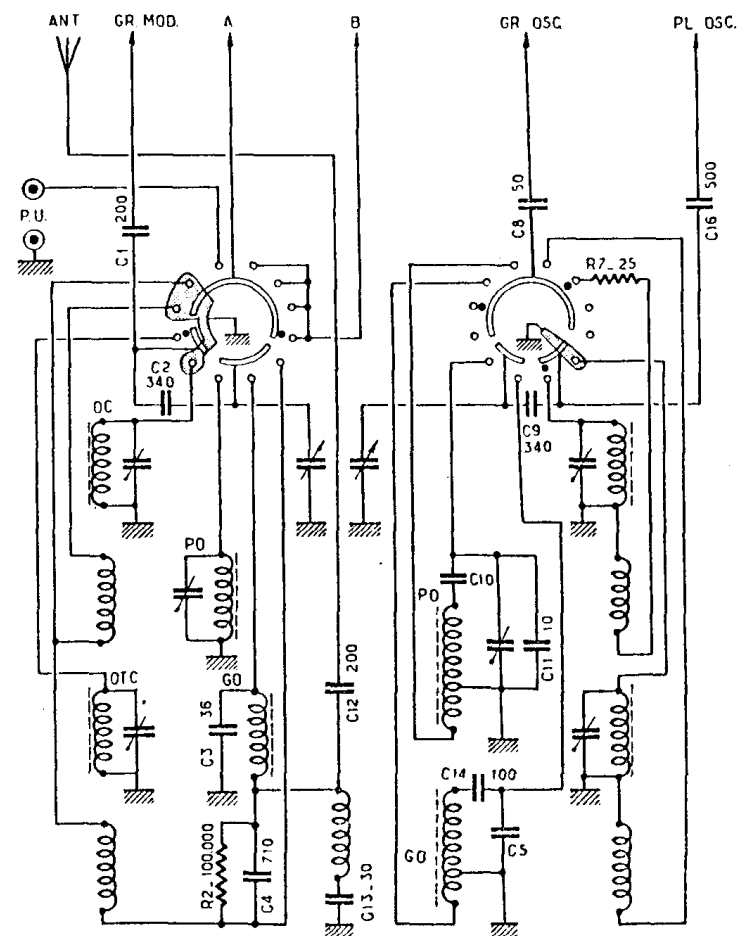 ANT
GR. MOD.
A
B
GR OSC.
PL OSC.
P.U.
200
C1
50
C8
500
C16
R7_25
C2
340
C9
340
OC
PO
OTC
GO
36
C3
200
C12
R2_100.000
710
C4
C13_30
PO
C10
10
C11
C14
100
GO
C5